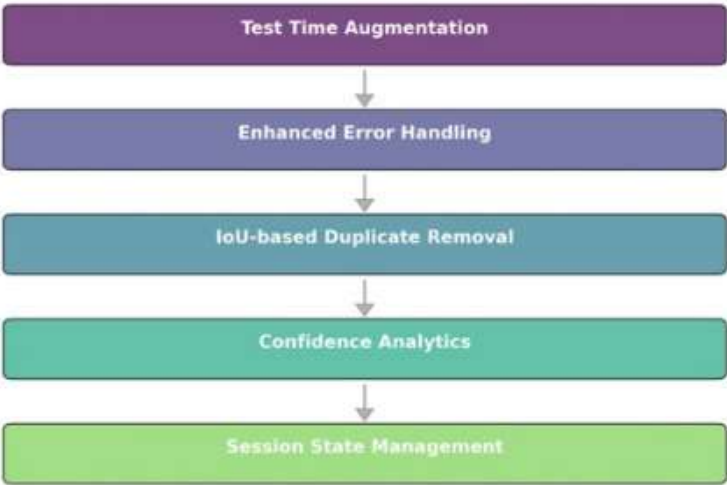 Test Time Augmentation
Enhanced Error Handling
IoU-based Duplicate Removal
Confidence Analytics
Session State Management